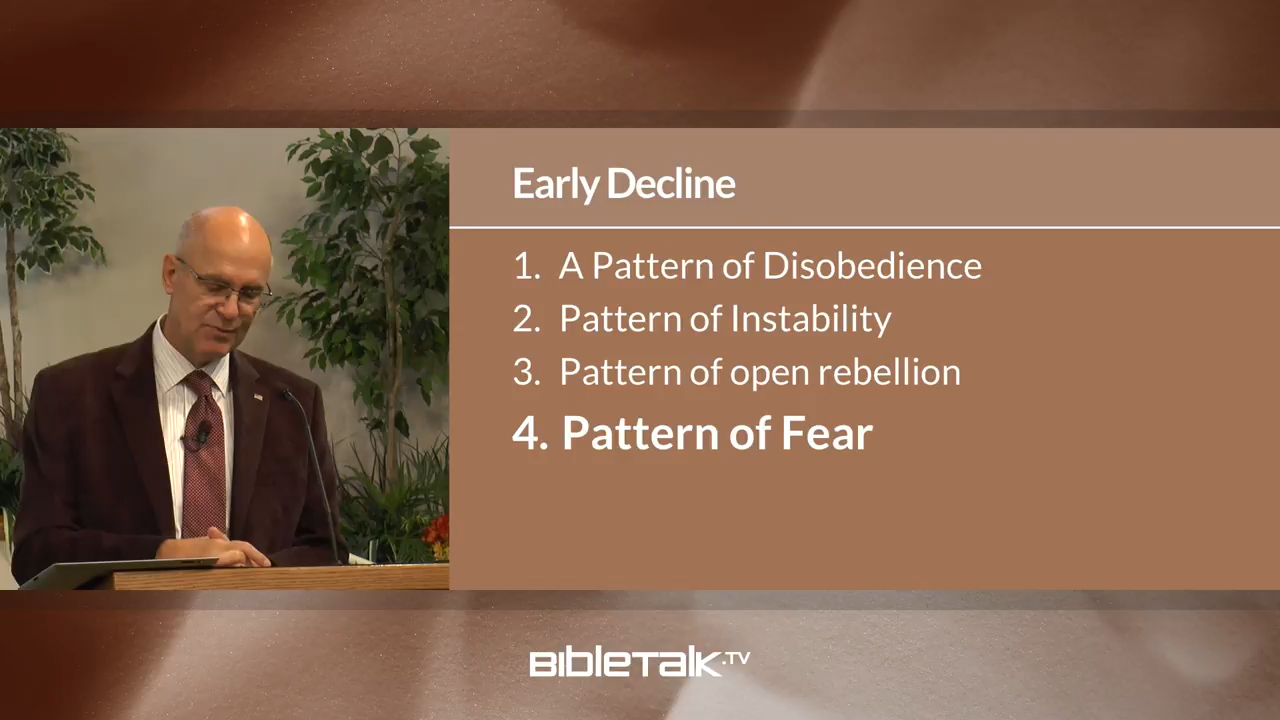 Early Decline
1. A Pattern of Disobedience
2. Pattern of Instability
3. Pattern of open rebellion
4. Pattern of Fear
BIBLETALK.TV